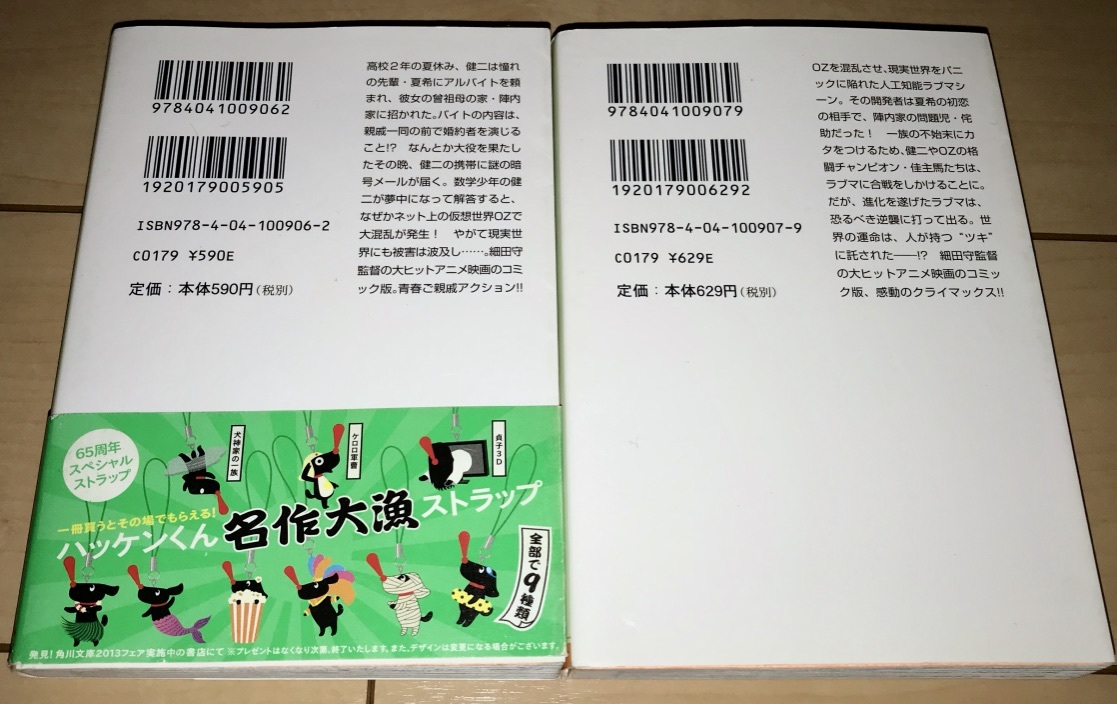 9784041009062
1920179005905
ISBN978-4-04-100906-2
C0179 ¥590E
定価：本体590円（税別）
高校２年の夏休み、健二は憧れ
の先輩・夏希にアルバイトを頼
まれ、彼女の曾祖母の家・陣内
家に招かれた。バイトの内容は、
親戚一同の前で婚約者を演じる
こと!?　なんとか大役を果たし
たその晩、健二の携帯に謎の暗
号メールが届く。数学少年の健
二が夢中になって解答すると、
なぜかネット上の仮想世界OZで
大混乱が発生！　やがて現実世
界にも被害は波及し……。細田守
監督の大ヒットアニメ映画のコミ
ック版。青春ご親戚アクション!!
65周年
スペシャル
ストラップ
犬神家の一族
ケロロ軍曹
貞子３D
一冊買うとその場でもらえる！
ハッケンくん名作大漁ストラップ
全部で9種類
発見！角川文庫2013フェア実施中の書店にて ※プレゼントはなくなり次第、終了いたします。また、デザインは変更になる場合がございます。
9784041009079
1920179006292
ISBN978-4-04-100907-9
C0179 ¥629E
定価：本体629円（税別）
OZを混乱させ、現実世界をパニ
ックに陥れた人工知能ラブマシ
ーン。その開発者は夏希の初恋
の相手で、陣内家の問題児・侘
助だった！　一族の不始末にカ
タをつけるため、健二やOZの格
闘チャンピオン・佳主馬たちは、
ラブマに合戦をしかけることに。
だが、進化を遂げたラブマは、
恐るべき逆襲に打って出る。世
界の運命は、人が持つ“ツキ”
に託された――!?　細田守監督
の大ヒットアニメ映画のコミッ
ク版、感動のクライマックス!!